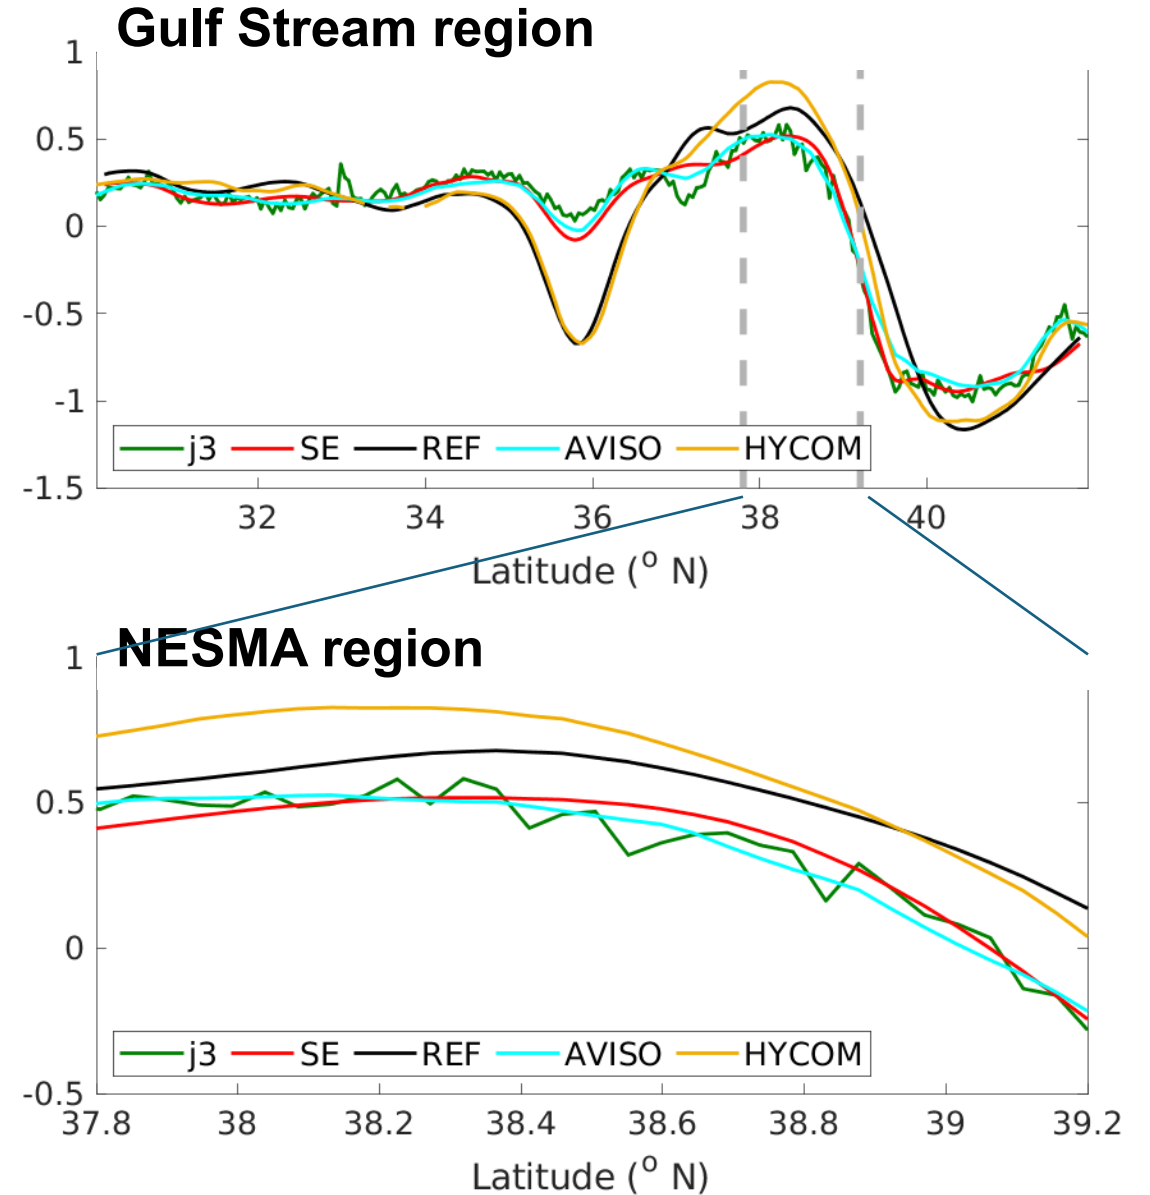 Gulf Stream region
1
0.5
0
-0.5
-1
-1.5
j3 SE REF AVISO HYCOM
32 34 36 38 40
Latitude (o N)
NESMA region
1
0.5
0
-0.5
j3 SE REF AVISO HYCOM
37.8 38 38.2 38.4 38.6 38.8 39 39.2
Latitude (o N)